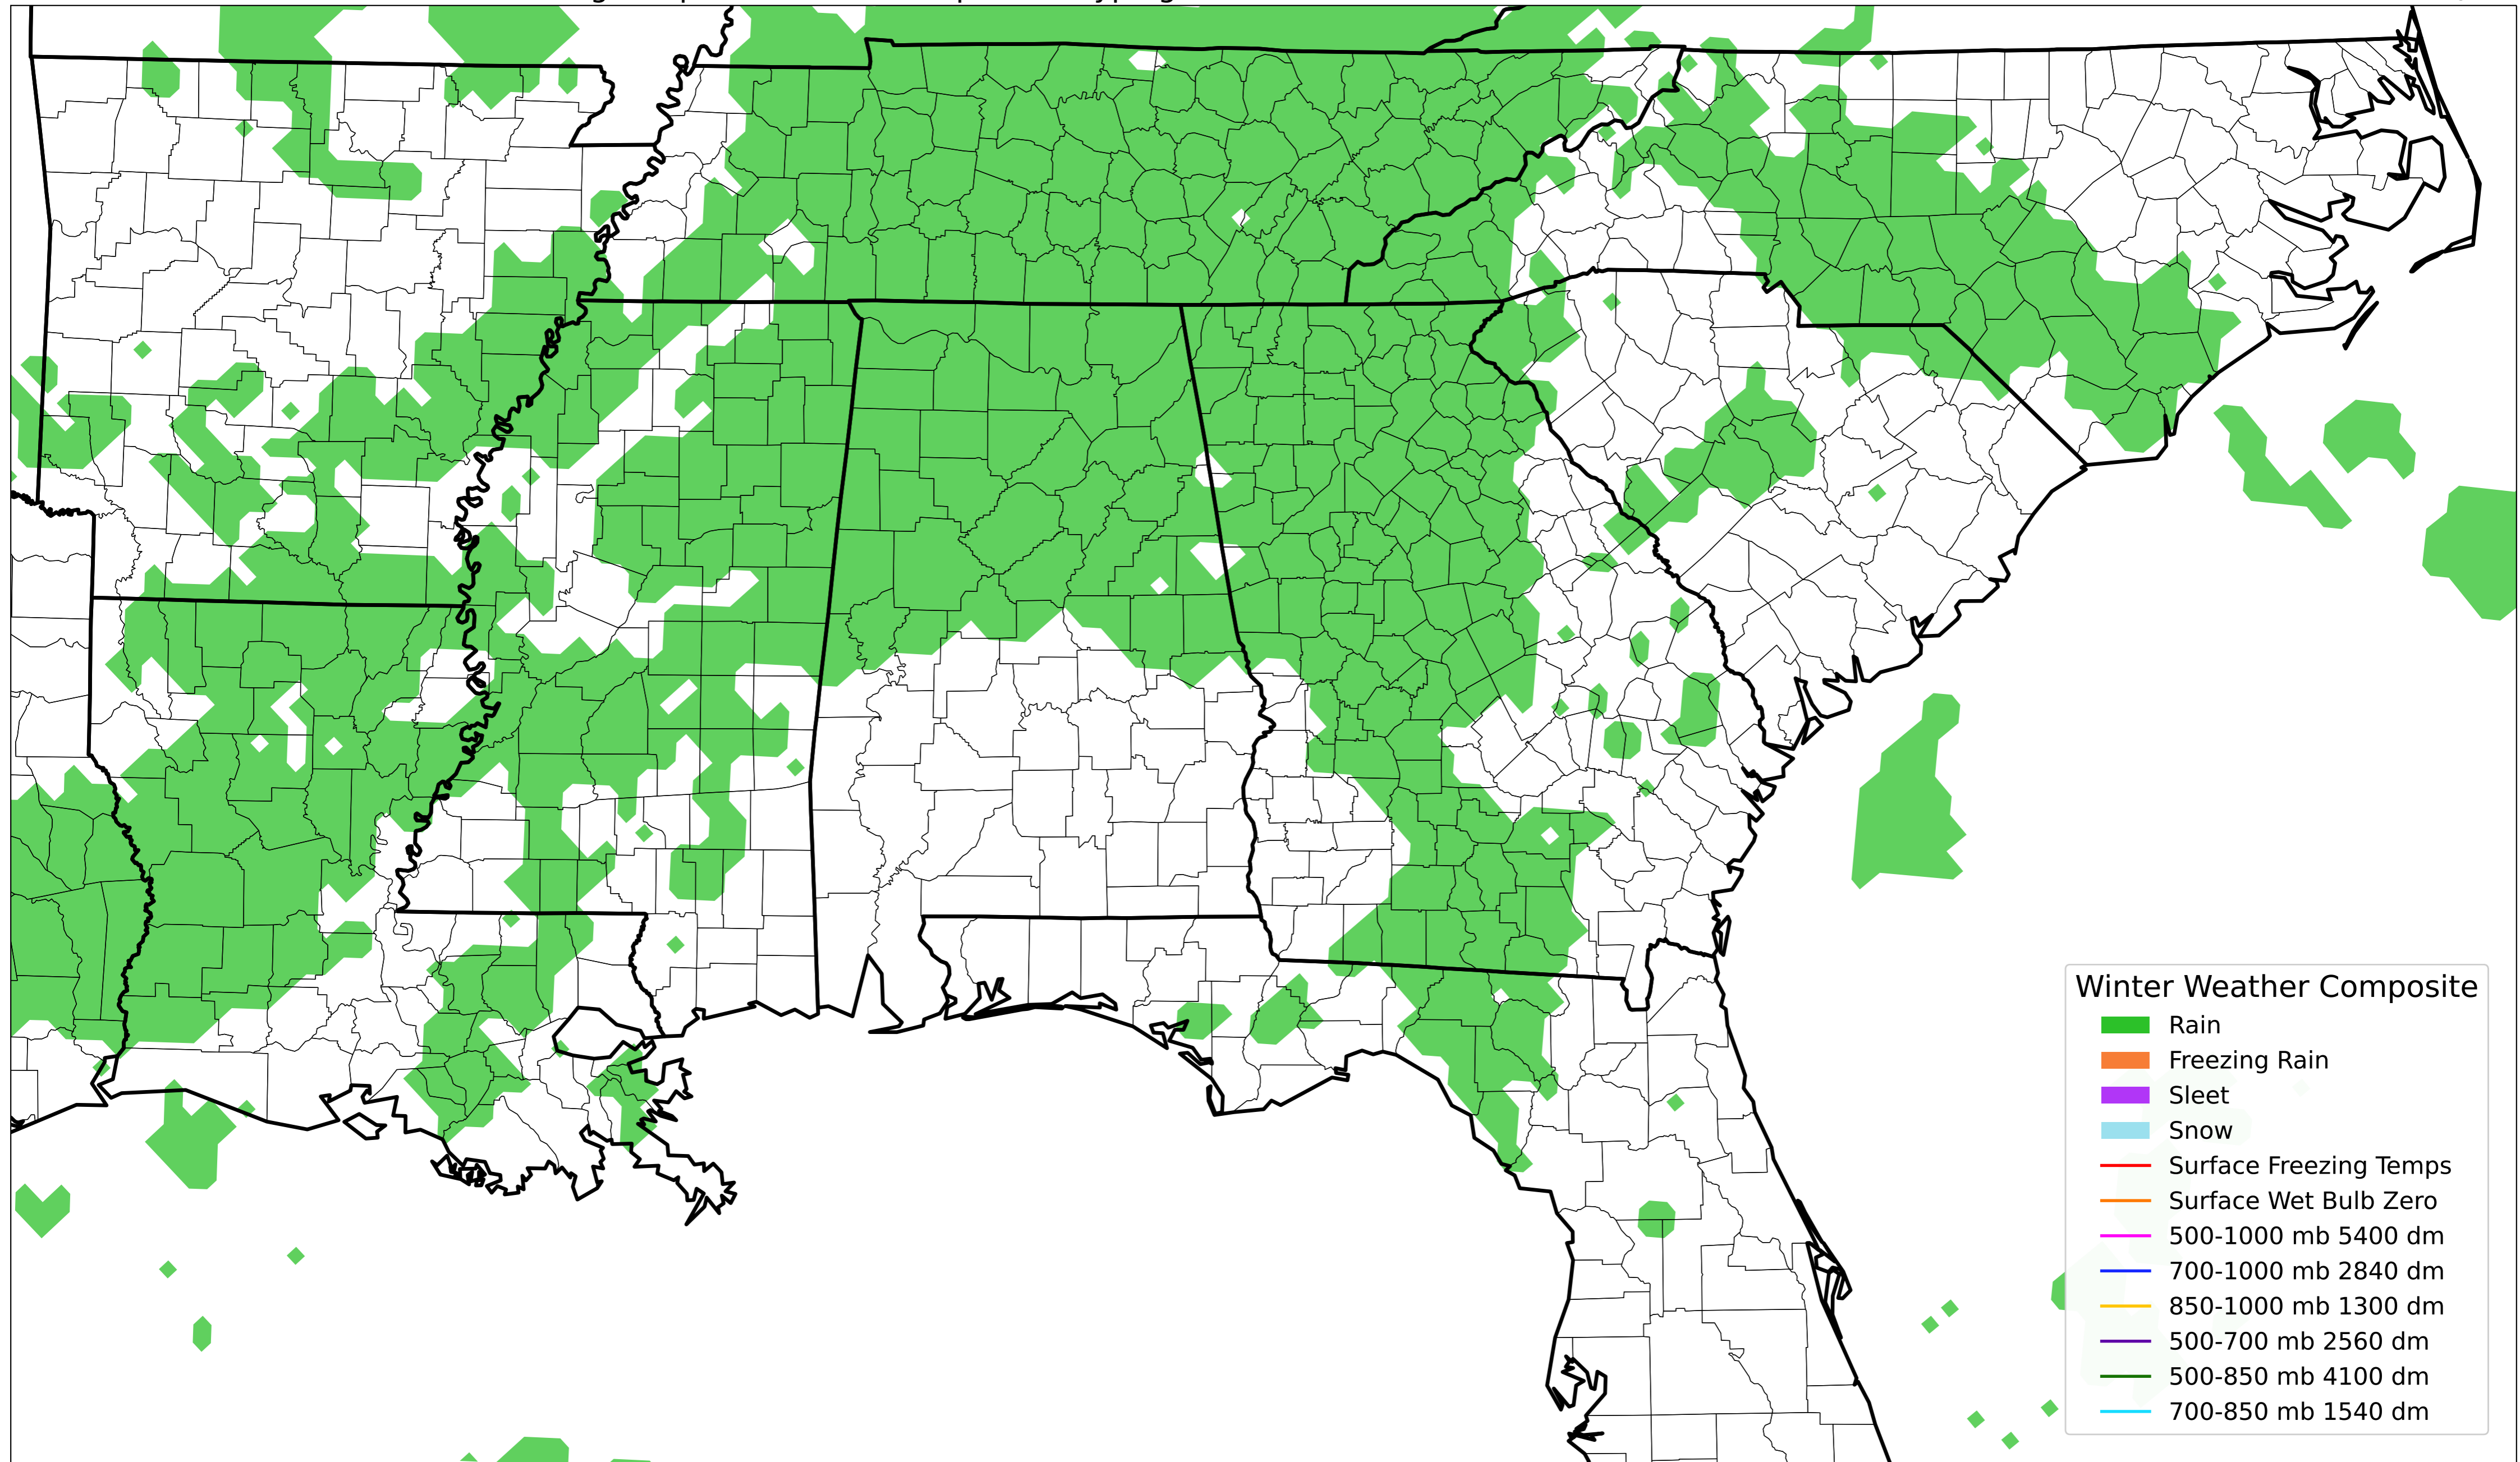 Winter Weather Composite
Rain
Freezing Rain
Sleet
Snow
Surface Freezing Temps
Surface Wet Bulb Zero
500-1000 mb 5400 dm
700-1000 mb 2840 dm
850-1000 mb 1300 dm
500-700 mb 2560 dm
500-850 mb 4100 dm
700-850 mb 1540 dm